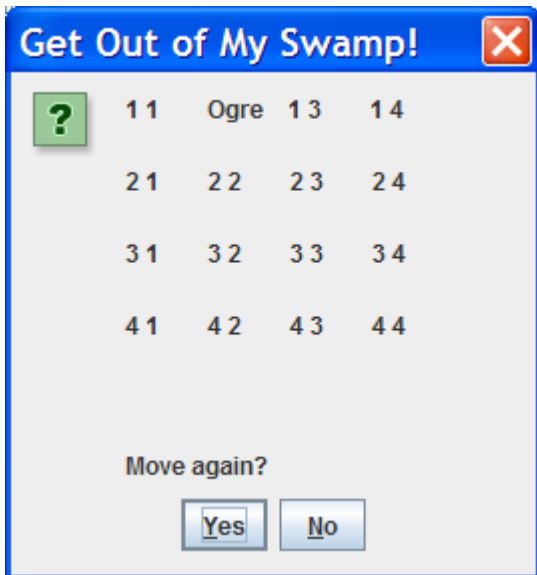 Get Out of My Swamp!
?
1 1 Ogre 1 3 1 4
2 1 2 2 2 3 2 4
3 1 3 2 3 3 3 4
4 1 4 2 4 3 4 4
Move again?
Yes No